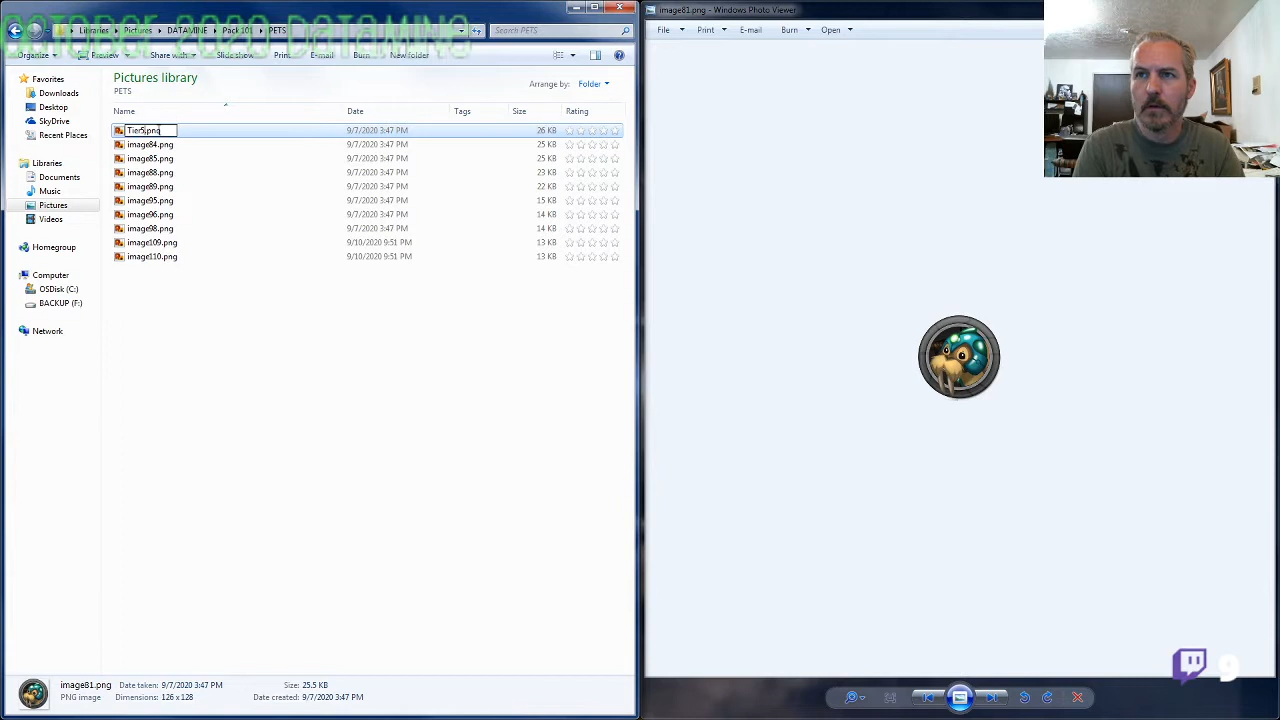 OCTOBER 2020 DATAMINE
Libraries Pictures DATAMINE Pack 101 PETS
Search PETS
Organize Preview Share with Slide show Print E-mail Burn New folder
Favorites
Downloads
Desktop
SkyDrive
Recent Places
Libraries
Documents
Music
Pictures
Videos
Homegroup
Computer
OSDisk (C:)
BACKUP (F:)
Network
Pictures library
PETS
Arrange by: Folder
Name Date Tags Size Rating
Tier5.png 9/7/2020 3:47 PM 26 KB
image84.png 9/7/2020 3:47 PM 25 KB
image85.png 9/7/2020 3:47 PM 25 KB
image88.png 9/7/2020 3:47 PM 23 KB
image89.png 9/7/2020 3:47 PM 22 KB
image95.png 9/7/2020 3:47 PM 15 KB
image96.png 9/7/2020 3:47 PM 14 KB
image98.png 9/7/2020 3:47 PM 14 KB
image109.png 9/10/2020 9:51 PM 13 KB
image110.png 9/10/2020 9:51 PM 13 KB
image81.png Date taken: 9/7/2020 3:47 PM Size: 25.5 KB
PNG image Dimensions: 126 x 128 Date created: 9/7/2020 3:47 PM
image81.png - Windows Photo Viewer
File Print E-mail Burn Open
9